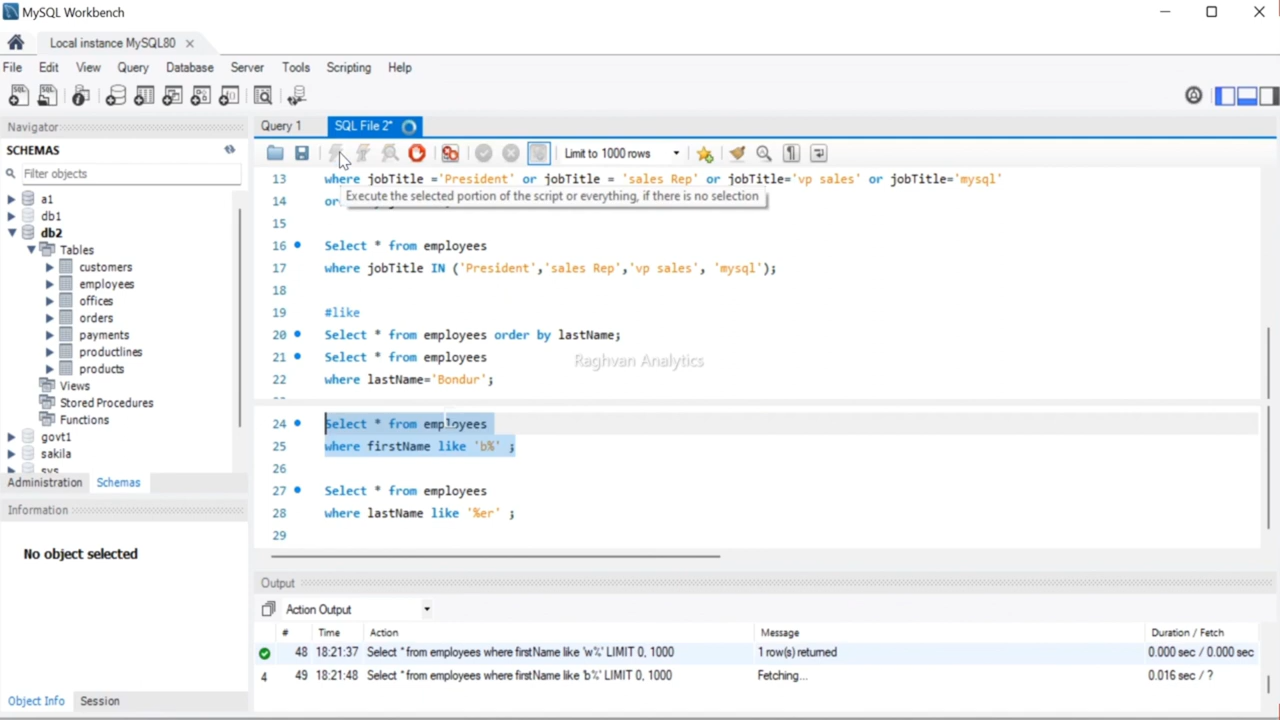 MySQL Workbench
Local instance MySQL80
File Edit View Query Database Server Tools Scripting Help
Navigator
SCHEMAS
Filter objects
a1
db1
db2
Tables
customers
employees
offices
orders
payments
productlines
products
Views
Stored Procedures
Functions
govt1
sakila
sys
Administration Schemas
Information
No object selected
Object Info Session
Query 1 SQL File 2*
Limit to 1000 rows
13 where jobTitle ='President' or jobTitle = 'sales Rep' or jobTitle='vp sales' or jobTitle='mysql'
Execute the selected portion of the script or everything, if there is no selection
14 or
15
16 Select * from employees
17 where jobTitle IN ('President','sales Rep','vp sales', 'mysql');
18
19 #like
20 Select * from employees order by lastName;
21 Select * from employees
Raghvan Analytics
22 where lastName='Bondur';
24 Select * from employees
25 where firstName like 'b%' ;
26
27 Select * from employees
28 where lastName like '%er' ;
29
Output
Action Output
# Time Action Message Duration / Fetch
48 18:21:37 Select * from employees where firstName like 'w%' LIMIT 0, 1000 1 row(s) returned 0.000 sec / 0.000 sec
4 49 18:21:48 Select * from employees where firstName like 'b%' LIMIT 0, 1000 Fetching... 0.016 sec / ?